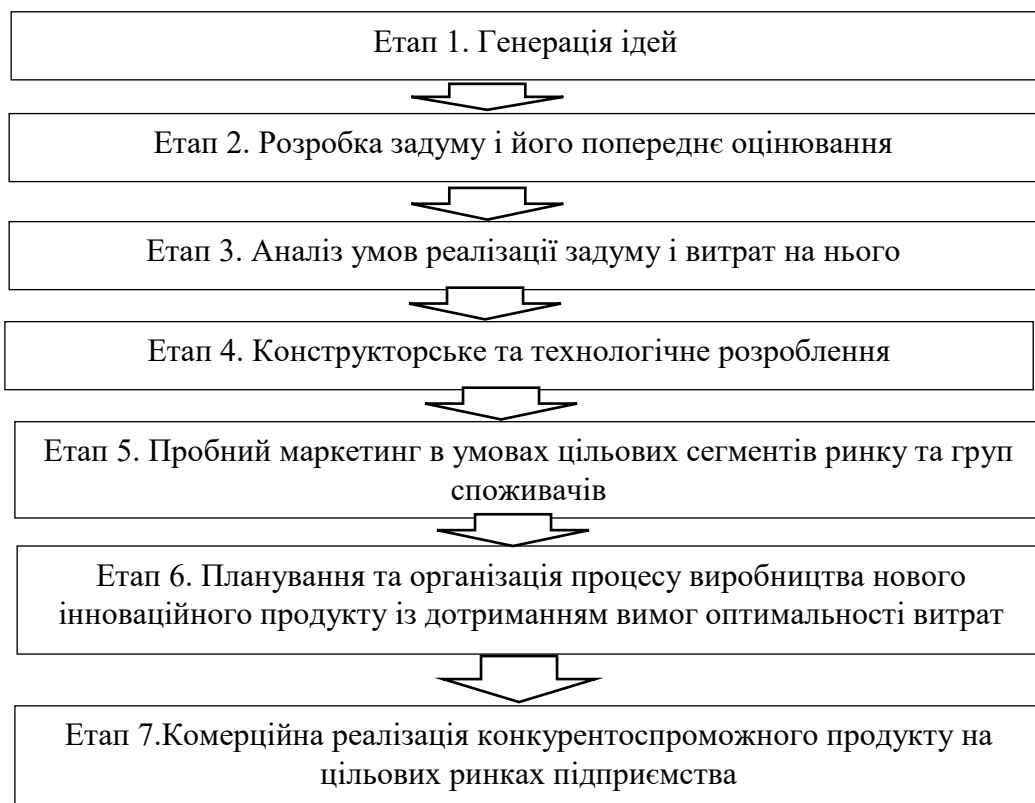 Етап 1. Генерація ідей
Етап 2. Розробка задуму і його попереднє оцінювання
Етап 3. Аналіз умов реалізації задуму і витрат на нього
Етап 4. Конструкторське та технологічне розроблення
Етап 5. Пробний маркетинг в умовах цільових сегментів ринку та груп
споживачів
Етап 6. Планування та організація процесу виробництва нового
інноваційного продукту із дотриманням вимог оптимальності витрат
Етап 7.Комерційна реалізація конкурентоспроможного продукту на
цільових ринках підприємства